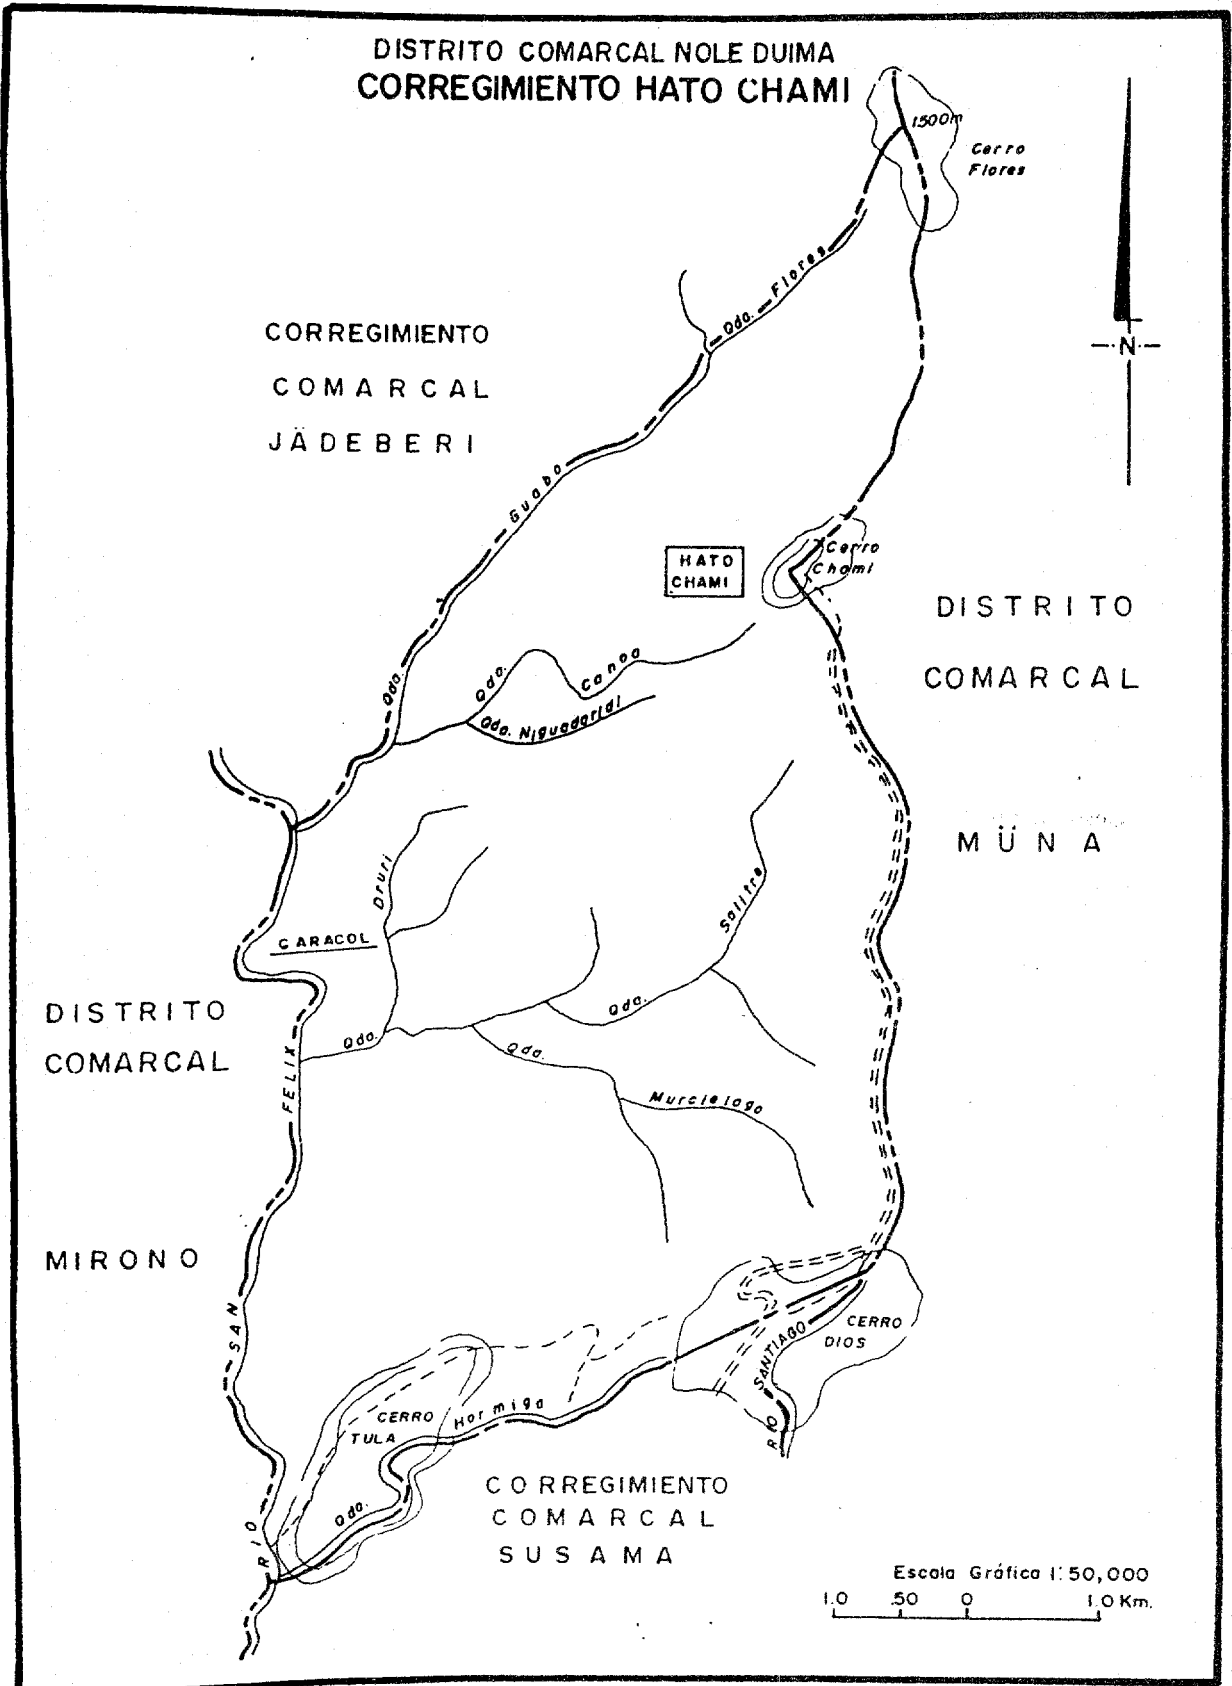 DISTRITO COMARCAL NOLE DUIMA
CORREGIMIENTO HATO CHAMI
1500m
Cerro
Flores
Qda. Flores
CORREGIMIENTO
COMARCAL
JÄDEBERI
N
Qda. Guabo
HATO
CHAMI
Cerro
Chami
DISTRITO
COMARCAL
MÜNA
Qda. Canoa
Qda. Niguadaridi
Druri
CARACOL
Salitre
Qda.
Qda.
Qda.
Murcielago
DISTRITO
COMARCAL
MIRONO
RIO SAN FELIX
CERRO
DIOS
RIO SANTIAGO
CERRO
TULA
Qda. Hormiga
CORREGIMIENTO
COMARCAL
SUSAMA
Escala Gráfica 1:50,000
1.0 .50 0 1.0 Km.